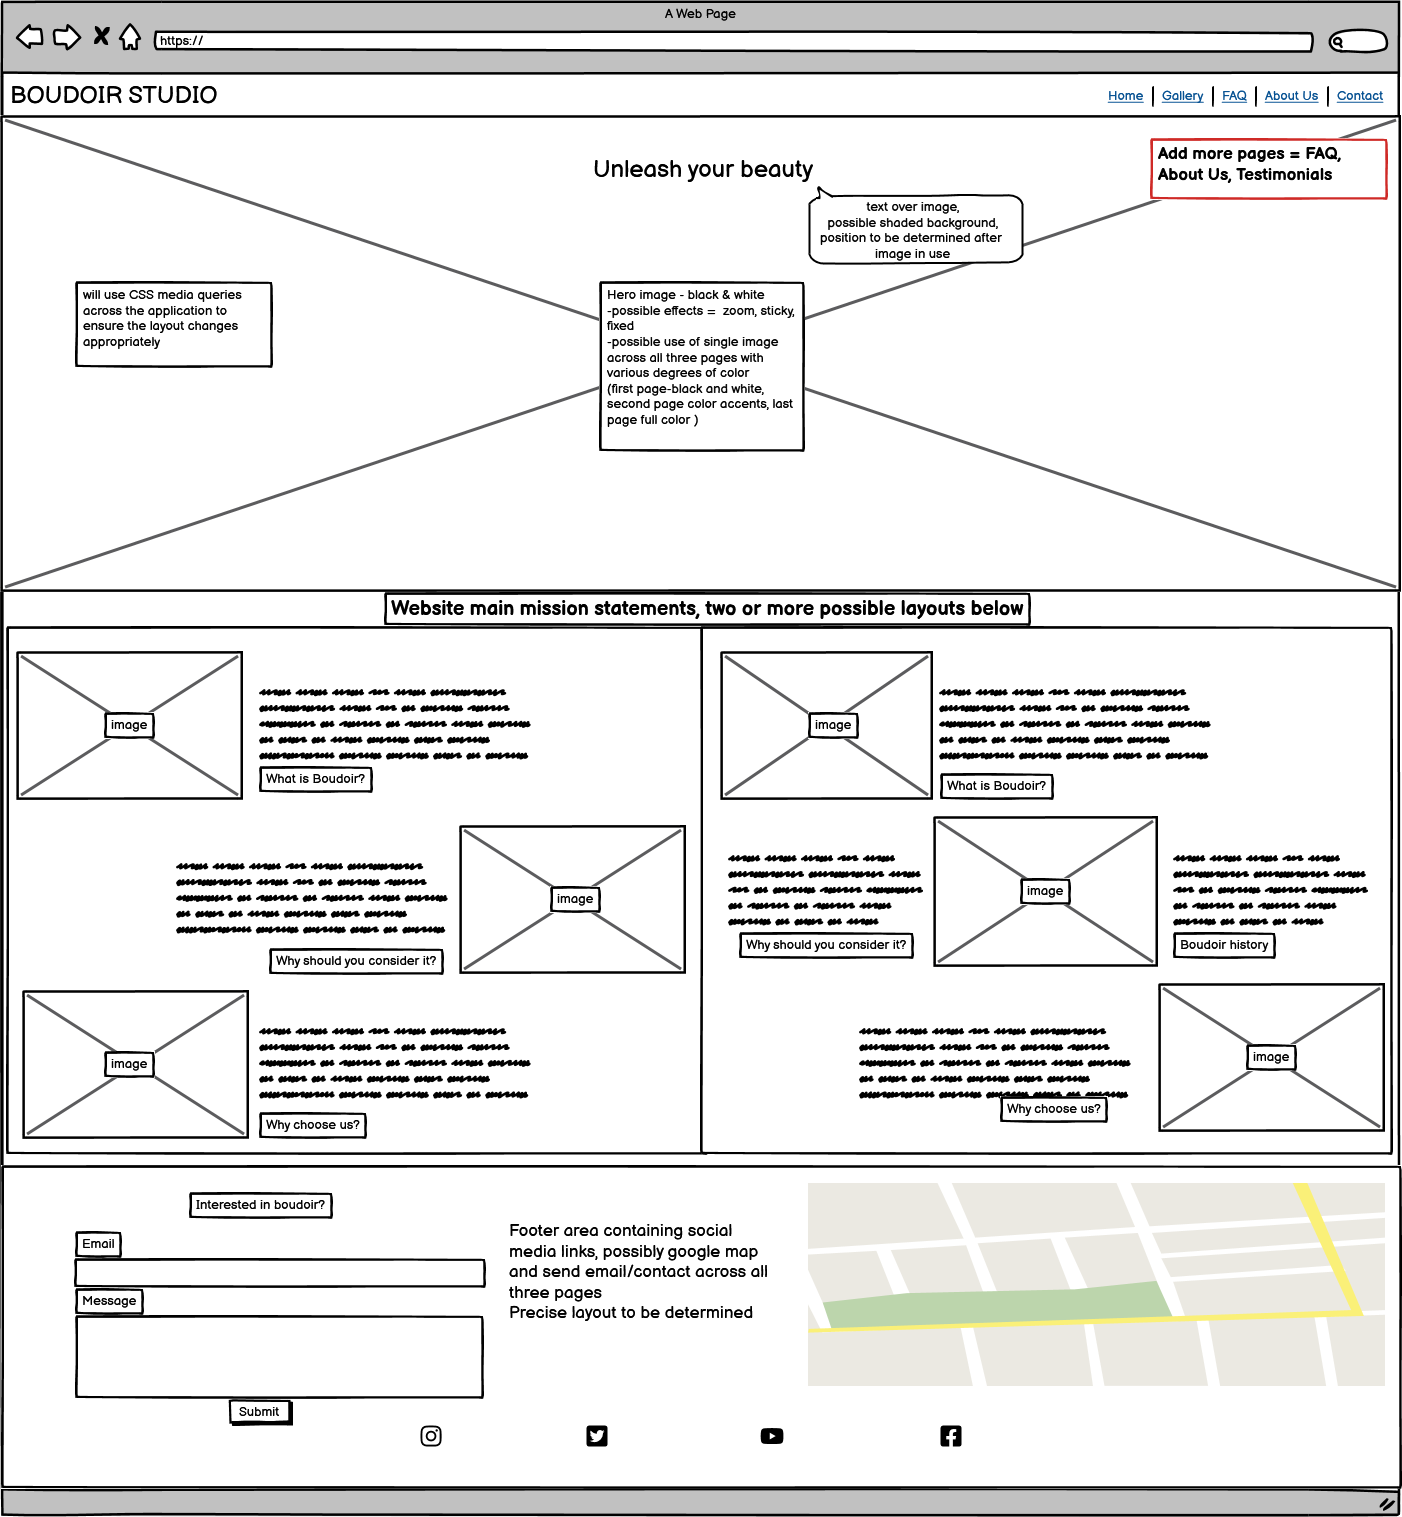 A Web Page
https://
BOUDOIR STUDIO
Home
Gallery
FAQ
About Us
Contact
Unleash your beauty
Add more pages = FAQ,
About Us, Testimonials
text over image,
possible shaded background,
position to be determined after
image in use
will use CSS media queries
across the application to
ensure the layout changes
appropriately
Hero image - black & white
-possible effects = zoom, sticky,
fixed
-possible use of single image
across all three pages with
various degrees of color
(first page-black and white,
second page color accents, last
page full color )
Website main mission statements, two or more possible layouts below
image
What is Boudoir?
image
Why should you consider it?
image
Why choose us?
image
What is Boudoir?
Why should you consider it?
image
Boudoir history
Why choose us?
image
Interested in boudoir?
Email
Message
Submit
Footer area containing social
media links, possibly google map
and send email/contact across all
three pages
Precise layout to be determined